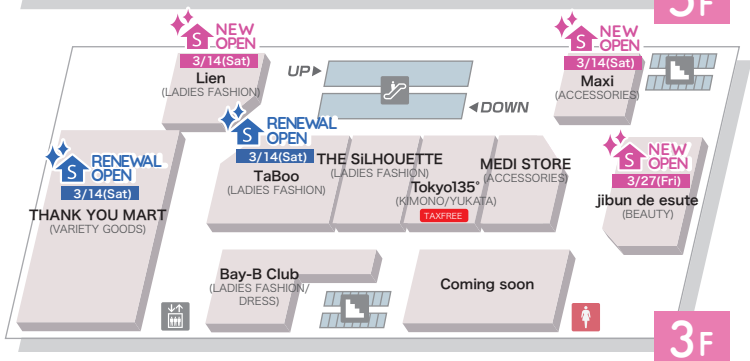 5F
S
NEW
OPEN
3/14(Sat)
Lien
(LADIES FASHION)
UP
DOWN
S
NEW
OPEN
3/14(Sat)
Maxi
(ACCESSORIES)
S
RENEWAL
OPEN
3/14(Sat)
THANK YOU MART
(VARIETY GOODS)
S
RENEWAL
OPEN
3/14(Sat)
TaBoo
(LADIES FASHION)
THE SiLHOUETTE
(LADIES FASHION)
Tokyo135°
(KIMONO/YUKATA)
TAXFREE
MEDI STORE
(ACCESSORIES)
S
NEW
OPEN
3/27(Fri)
jibun de esute
(BEAUTY)
Bay-B Club
(LADIES FASHION/
DRESS)
Coming soon
3F